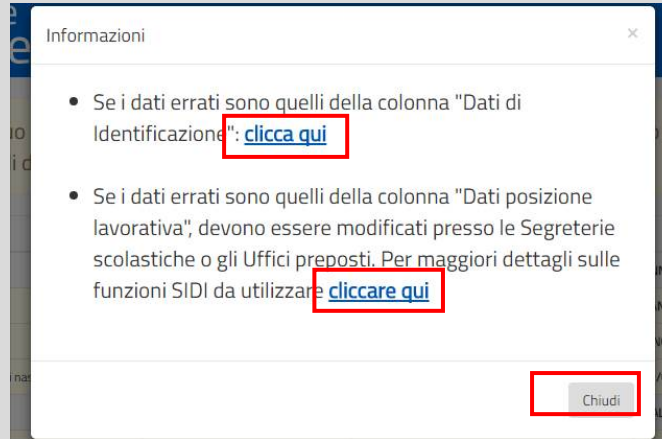 Informazioni ×
• Se i dati errati sono quelli della colonna "Dati di
Identificazione": clicca qui
• Se i dati errati sono quelli della colonna "Dati posizione
lavorativa", devono essere modificati presso le Segreterie
scolastiche o gli Uffici preposti. Per maggiori dettagli sulle
funzioni SIDI da utilizzare cliccare qui
Chiudi